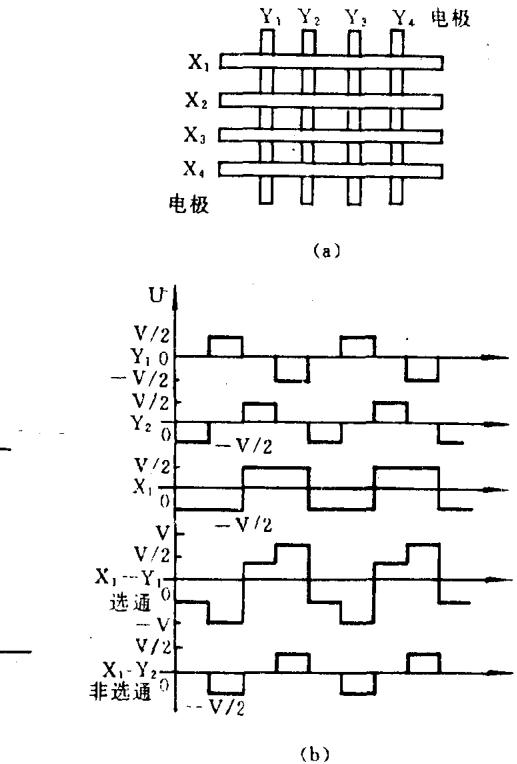 Y₁ Y₂ Y₃ Y₄ 电极
X₁
X₂
X₃
X₄
电极
(a)
U
V/2
Y₁ 0
—V/2
V/2
Y₂
0
—V/2
V/2
X₁
0
—V/2
V
V/2
X₁—Y₁
选通 0
—V
V/2
X₁-Y₂
非选通 0
--V/2
(b)